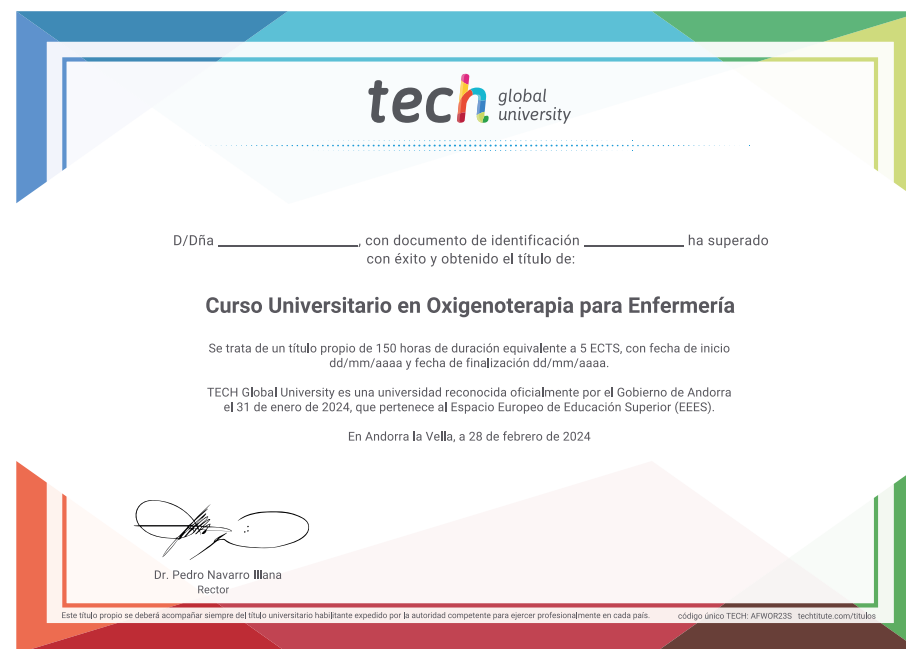 tech global university
D/Dña ______________, con documento de identificación __________ ha superado
con éxito y obtenido el título de:
Curso Universitario en Oxigenoterapia para Enfermería
Se trata de un título propio de 150 horas de duración equivalente a 5 ECTS, con fecha de inicio
dd/mm/aaaa y fecha de finalización dd/mm/aaaa.
TECH Global University es una universidad reconocida oficialmente por el Gobierno de Andorra
el 31 de enero de 2024, que pertenece al Espacio Europeo de Educación Superior (EEES).
En Andorra la Vella, a 28 de febrero de 2024
Dr. Pedro Navarro Illana
Rector
Este título propio se deberá acompañar siempre del título universitario habilitante expedido por la autoridad competente para ejercer profesionalmente en cada país. código único TECH: AFWOR23S techtitute.com/titulos